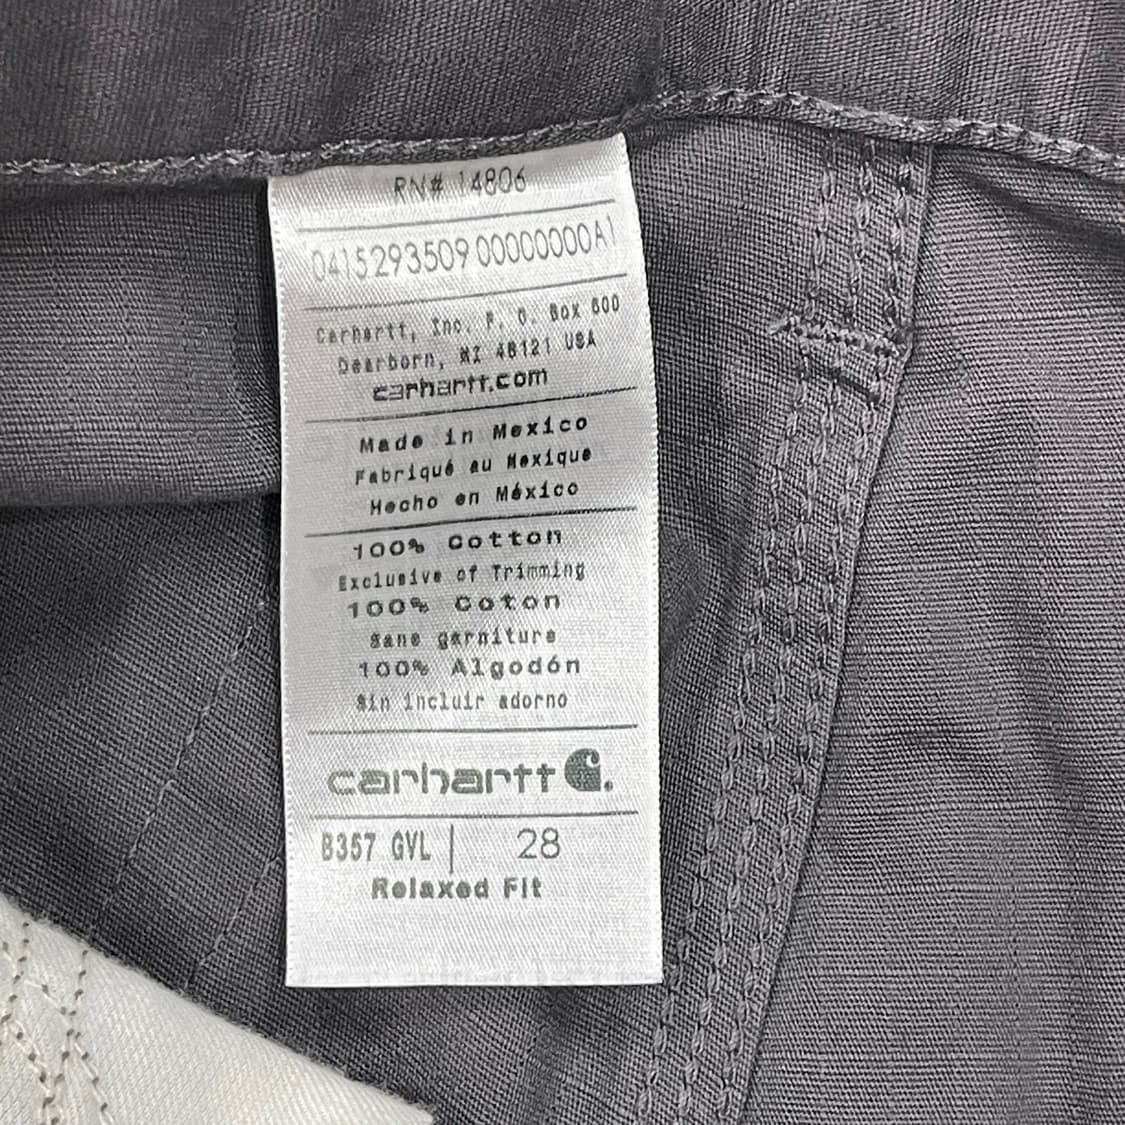 RN# 14806
0415293509 00000000A1
Carhartt, Inc. P. O. Box 600
Dearborn, MI 48121 USA
carhartt.com
Made in Mexico
Fabriqué au Mexique
Hecho en México
100% Cotton
Exclusive of Trimming
100% Coton
Sans garniture
100% Algodón
Sin incluir adorno
carhartt
B357 GVL | 28
Relaxed Fit